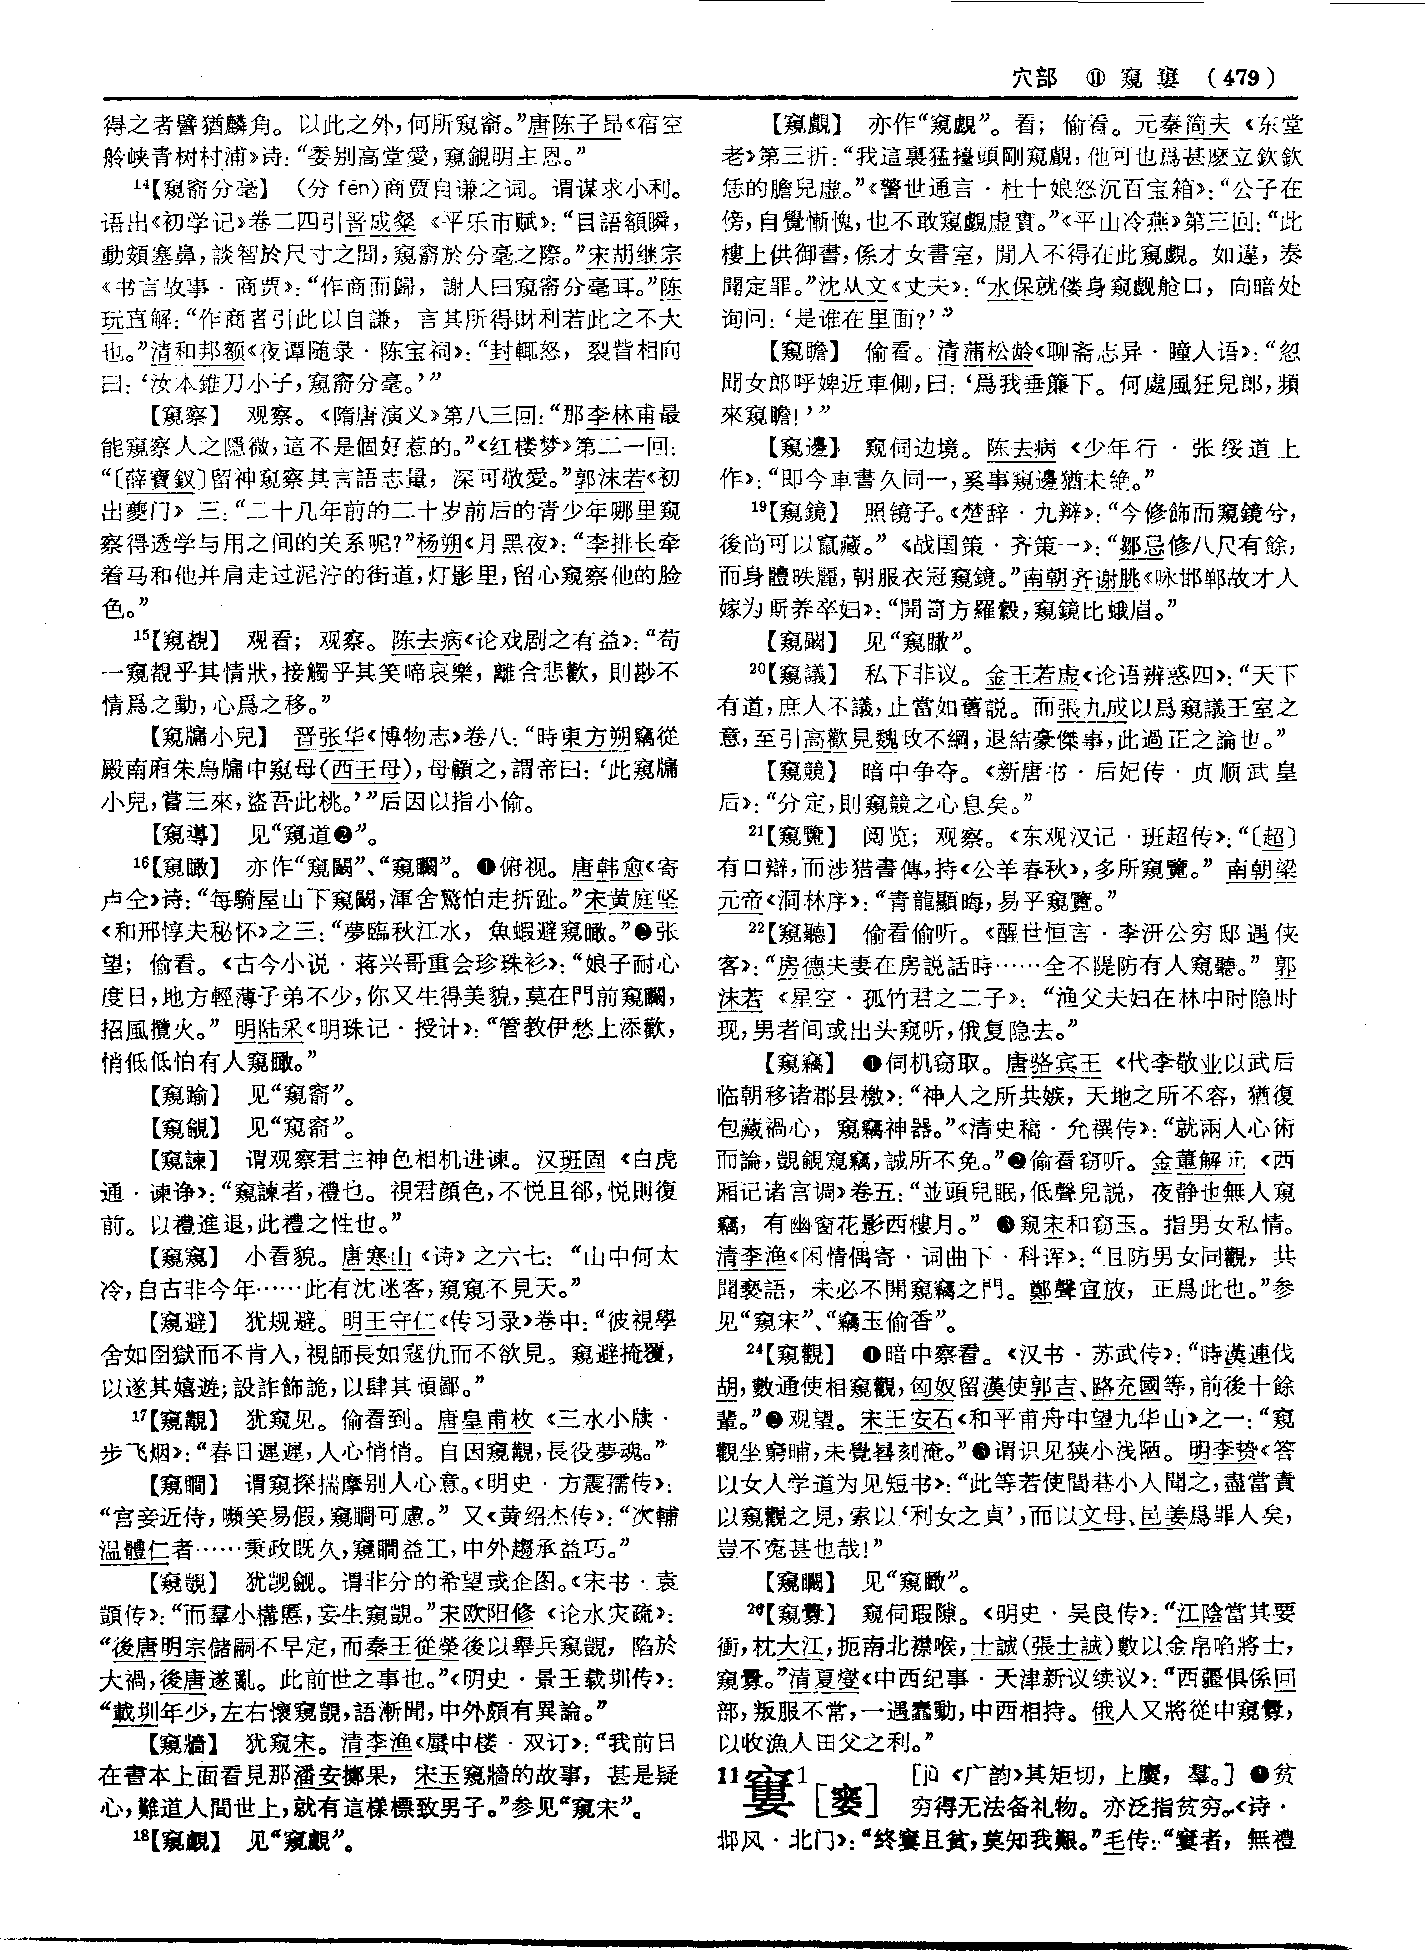 穴部　⑪　窺窶（479）
得之者譬猶麟角。以此之外，何所窺窬。”唐陈子昂《宿空
舲峡青树村浦》诗：“委别高堂愛，窺覦明主恩。”
14【窺窬分毫】（分 fēn）商贾自谦之词。谓谋求小利。
语出《初学记》卷二四引晋成粲《平乐市赋》：“目語額瞬，
動頦塞鼻，談智於尺寸之間，窺窬於分毫之際。”宋胡继宗
《书言故事·商贾》：“作商而歸，謝人曰窺窬分毫耳。”陈
玩直解：“作商者引此以自謙，言其所得財利若此之不大
也。”清和邦额《夜谭随录·陈宝祠》：“封輒怒，裂眥相向
曰：‘汝本錐刀小子，窺窬分毫。’”
【窺察】　观察。《隋唐演义》第八三回：“那李林甫最
能窺察人之隱微，這不是個好惹的。”《红楼梦》第二一回：
“〔薛寶釵〕留神窺察其言語志量，深可敬愛。”郭沫若《初
出夔门》三：“二十几年前的二十岁前后的青少年哪里窺
察得透学与用之间的关系呢？”杨朔《月黑夜》：“李排长牵
着马和他并肩走过泥泞的街道，灯影里，留心窺察他的脸
色。”
15【窺覩】　观看；观察。陈去病《论戏剧之有益》：“苟
一窺覩乎其情狀，接觸乎其笑啼哀樂，離合悲歡，則尠不
情爲之動，心爲之移。”
【窺牖小兒】　晋张华《博物志》卷八：“時東方朔竊從
殿南廂朱鳥牖中窺母（西王母），母顧之，謂帝曰：‘此窺牖
小兒，嘗三來，盜吾此桃。’”后因以指小偷。
【窺導】　见“窺道❷”。
16【窺瞰】　亦作“窺闞”、“窺矙”。❶俯视。唐韩愈《寄
卢仝》诗：“每騎屋山下窺闞，渾舍驚怕走折趾。”宋黄庭坚
《和邢惇夫秋怀》之三：“夢臨秋江水，魚蝦避窺瞰。”❷张
望；偷看。《古今小说·蒋兴哥重会珍珠衫》：“娘子耐心
度日，地方輕薄子弟不少，你又生得美貌，莫在門前窺矙，
招風攬火。”明陆采《明珠记·授计》：“管教伊愁上添歡，
悄低低怕有人窺瞰。”
【窺踰】　见“窺窬”。
【窺覦】　见“窺窬”。
【窺諫】　谓观察君主神色相机进谏。汉班固《白虎
通·谏诤》：“窺諫者，禮也。視君顔色，不悦且郤，悦則復
前。以禮進退，此禮之性也。”
【窺窺】　小看貌。唐寒山《诗》之六七：“山中何太
冷，自古非今年……此有沈迷客，窺窺不見天。”
【窺避】　犹规避。明王守仁《传习录》卷中：“彼視學
舍如囹獄而不肯入，視師長如寇仇而不欲見。窺避掩覆，
以遂其嬉遊；設詐飾詭，以肆其頑鄙。”
17【窺覯】　犹窺见。偷看到。唐皇甫枚《三水小牍·
步飞烟》：“春日遲遲，人心悄悄。自因窺覯，長役夢魂。”
【窺瞷】　谓窺探揣摩别人心意。《明史·方震孺传》：
“宫妾近侍，嚬笑易假，窺瞷可慮。”又《黄绍杰传》：“次輔
温體仁者……秉政既久，窺瞷益工，中外趨承益巧。”
【窺覬】　犹觊觎。谓非分的希望或企图。《宋书·袁
顗传》：“而羣小構慝，妄生窺覬。”宋欧阳修《论水灾疏》：
“後唐明宗儲嗣不早定，而秦王從榮後以舉兵窺覬，陷於
大禍，後唐遂亂。此前世之事也。”《明史·景王载圳传》：
“載圳年少，左右懷窺覬，語漸聞，中外頗有異論。”
【窺牆】　犹窺宋。清李渔《蜃中楼·双订》：“我前日
在書本上面看見那潘安擲果，宋玉窺牆的故事，甚是疑
心，難道人間世上，就有這樣標致男子。”参见“窺宋”。
18【窺覰】　见“窺覷”。
【窺覷】　亦作“窺覰”。看；偷看。元秦简夫《东堂
老》第三折：“我這裏猛擡頭剛窺覷，他可也爲甚麽立欽欽
恁的膽兒虚。”《警世通言·杜十娘怒沉百宝箱》：“公子在
傍，自覺慚愧，也不敢窺覷虚實。”《平山冷燕》第三回：“此
樓上供御書，係才女書室，閒人不得在此窺覷。如違，奏
聞定罪。”沈从文《丈夫》：“水保就偻身窺觑舱口，向暗处
询问：‘是谁在里面？’”
【窺瞻】　偷看。清蒲松龄《聊斋志异·瞳人语》：“忽
聞女郎呼婢近車側，曰：‘爲我垂簾下。何處風狂兒郎，頻
來窺瞻！’”
【窺邊】　窺伺边境。陈去病《少年行·张绥道上
作》：“即今車書久同一，奚事窺邊猶未絶。”
19【窺鏡】　照镜子。《楚辞·九辩》：“今修飾而窺鏡兮，
後尚可以竄藏。”《战国策·齐策一》：“鄒忌修八尺有餘，
而身體昳麗，朝服衣冠窺鏡。”南朝齐谢朓《咏邯郸故才人
嫁为厮养卒妇》：“開笥方羅縠，窺鏡比蛾眉。”
【窺闞】　见“窺瞰”。
20【窺議】　私下非议。金王若虚《论语辨惑四》：“天下
有道，庶人不議，止當如舊説。而張九成以爲窺議王室之
意，至引高歡見魏政不綱，退結豪傑事，此過正之論也。”
【窺競】　暗中争夺。《新唐书·后妃传·贞顺武皇
后》：“分定，則窺競之心息矣。”
21【窺覽】　阅览；观察。《东观汉记·班超传》：“〔超〕
有口辯，而涉猎書傳，持《公羊春秋》，多所窺覽。”南朝梁
元帝《洞林序》：“青龍顯晦，易乎窺覽。”
22【窺聽】　偷看偷听。《醒世恒言·李汧公穷邸遇侠
客》：“房德夫妻在房説話時……全不隄防有人窺聽。”郭
沫若《星空·孤竹君之二子》：“渔父夫妇在林中时隐时
现，男者间或出头窺听，俄复隐去。”
【窺竊】　❶伺机窃取。唐骆宾王《代李敬业以武后
临朝移诸郡县檄》：“神人之所共嫉，天地之所不容，猶復
包藏禍心，窺竊神器。”《清史稿·允禩传》：“就兩人心術
而論，覬覦窺竊，誠所不免。”❷偷看窃听。金董解元《西
厢记诸宫调》卷五：“並頭兒眠，低聲兒説，夜静也無人窺
竊，有幽窗花影西樓月。”❸窺宋和窃玉。指男女私情。
清李渔《闲情偶寄·词曲下·科诨》：“且防男女同觀，共
聞褻語，未必不開窺竊之門。鄭聲宜放，正爲此也。”参
见“窺宋”、“竊玉偷香”。
24【窺觀】　❶暗中察看。《汉书·苏武传》：“時漢連伐
胡，數通使相窺觀，匈奴留漢使郭吉、路充國等，前後十餘
輩。”❷观望。宋王安石《和平甫舟中望九华山》之一：“窺
觀坐窮晡，未覺晷刻淹。”❸谓识见狭小浅陋。明李贽《答
以女人学道为见短书》：“此等若使閭巷小人聞之，盡當責
以窺觀之見，索以‘利女之貞’，而以文母、邑姜爲罪人矣，
豈不冤甚也哉！”
【窺矙】　见“窺瞰”。
26【窺釁】　窺伺瑕隙。《明史·吴良传》：“江陰當其要
衝，枕大江，扼南北襟喉，士誠（張士誠）數以金帛啗將士，
窺釁。”清夏燮《中西纪事·天津新议续议》：“西疆俱係回
部，叛服不常，一遇蠢動，中西相持。俄人又將從中窺釁，
以收漁人田父之利。”
11窶1［窭］　［jù《广韵》其矩切，上麌，羣。］❶贫
穷得无法备礼物。亦泛指贫穷。《诗·
邶风·北门》：“終窶且貧，莫知我艱。”毛传：“窶者，無禮